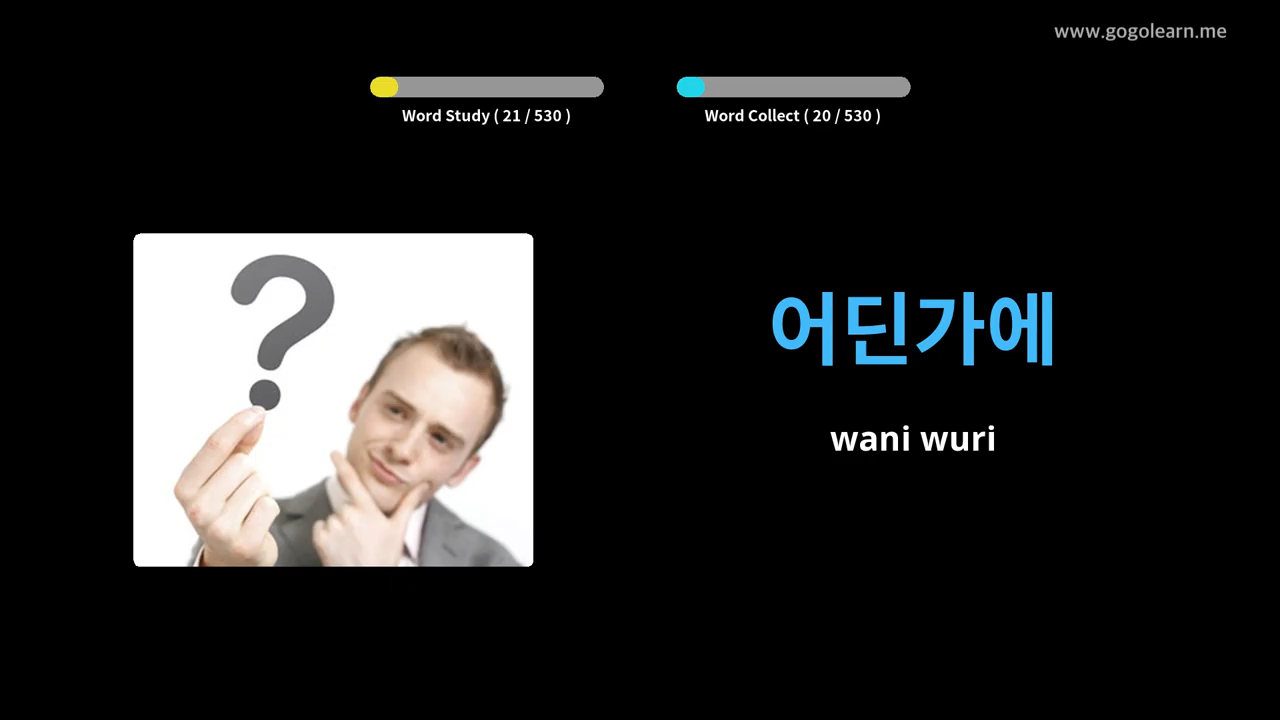 www.gogolearn.me
Word Study ( 21 / 530 )
Word Collect ( 20 / 530 )
어딘가에
wani wuri